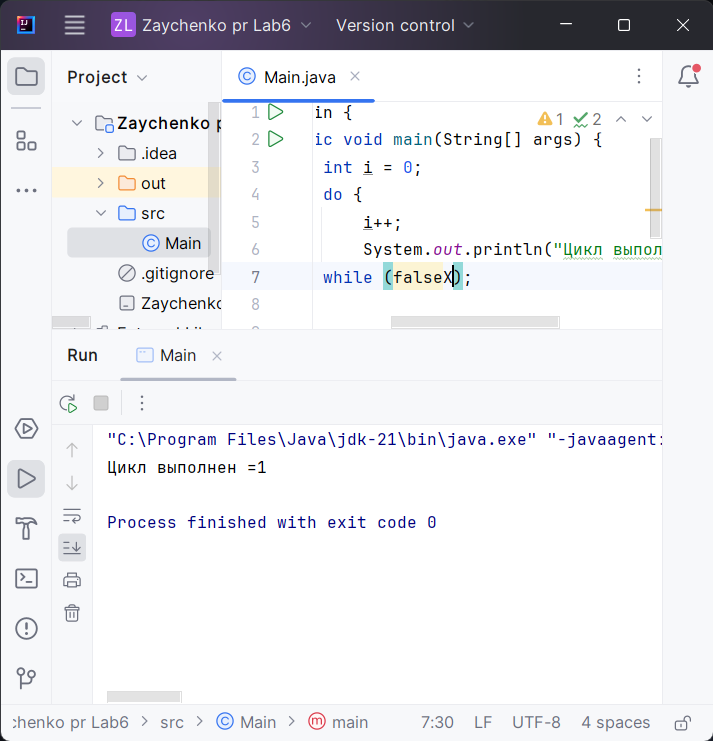 ZL Zaychenko pr Lab6 Version control
Project
Main.java
Zaychenko p
.idea
out
src
Main
.gitignore
Zaychenko
1 in {
1 2
2 ic void main(String[] args) {
3 int i = 0;
4 do {
5 i++;
6 System.out.println("Цикл выпол
7 while (falseX);
8
Run Main
"C:\Program Files\Java\jdk-21\bin\java.exe" "-javaagent:
Цикл выполнен =1
Process finished with exit code 0
chenko pr Lab6 > src > Main > main 7:30 LF UTF-8 4 spaces